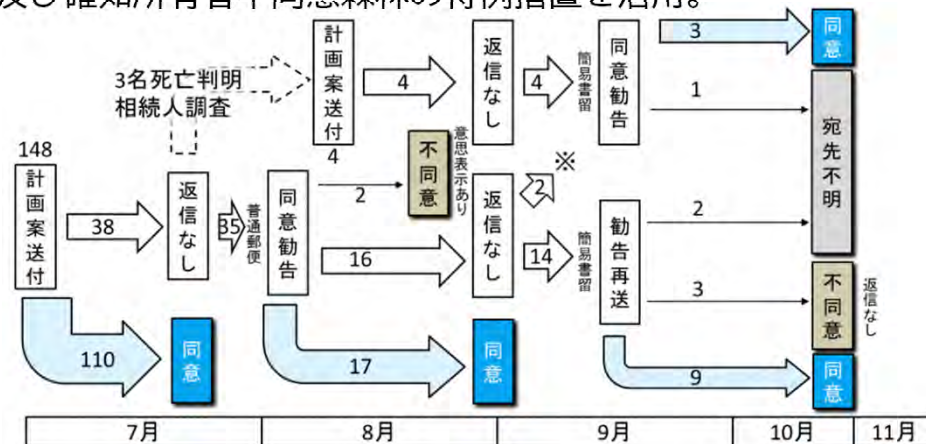 及び確知所有者不同意森林の特例措置を活用。
3名死亡判明
相続人調査
計画案送付
4
4
返信なし
4
簡易書留
同意勧告
3
同意
1
宛先不明
148
計画案送付
38
返信なし
35
普通郵便
同意勧告
2
不同意
意思表示あり
16
返信なし
2
※
14
簡易書留
勧告再送
2
3
不同意
返信なし
110
同意
17
同意
9
同意
7月
8月
9月
10月
11月